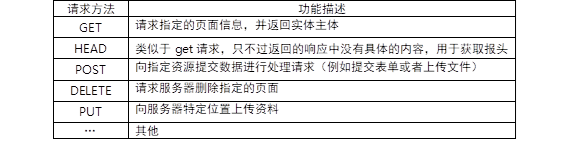 请求方法 功能描述
GET 请求指定的页面信息，并返回实体主体
HEAD 类似于 get 请求，只不过返回的响应中没有具体的内容，用于获取报头
POST 向指定资源提交数据进行处理请求（例如提交表单或者上传文件）
DELETE 请求服务器删除指定的页面
PUT 向服务器特定位置上传资料
… 其他